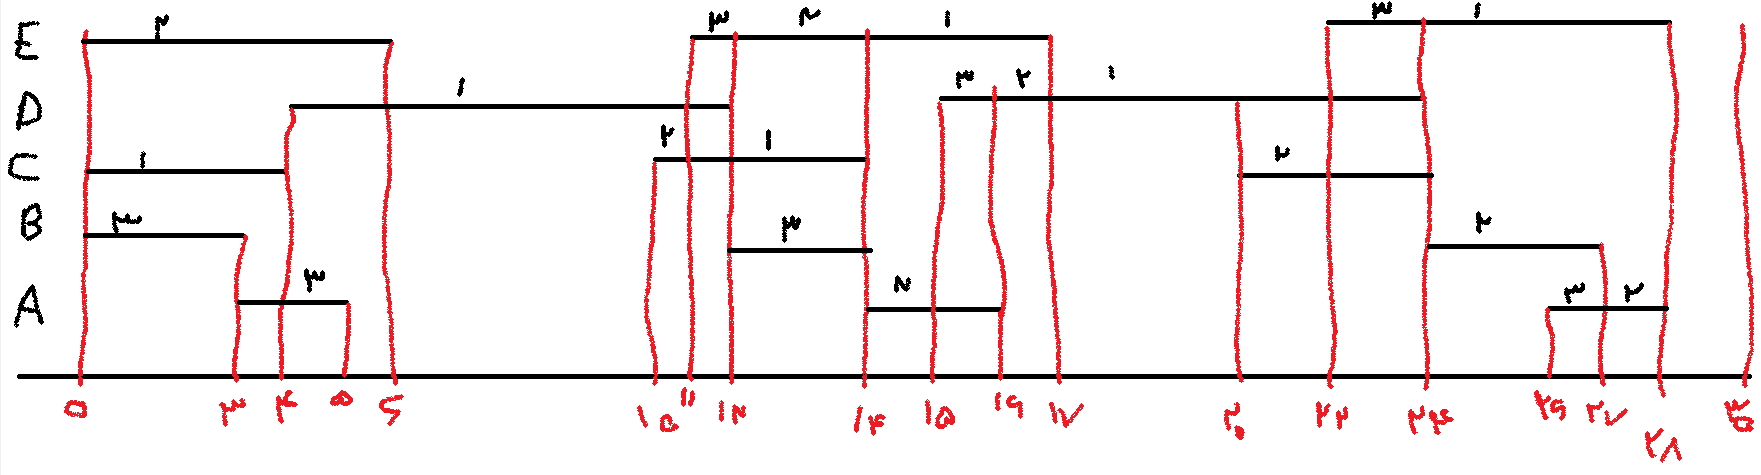 E ۲ ۳ ۲ ۱ ۳ ۱
D ۱ ۳ ۲ ۱
C ۱ ۲ ۱ ۲
B ۳ ۳ ۲
A ۳ ۲ ۳ ۲
۰ ۳ ۴ ۵ ۶ ۱۰ ۱۱ ۱۲ ۱۴ ۱۵ ۱۶ ۱۷ ۲۰ ۲۲ ۲۴ ۲۶ ۲۷ ۲۸ ۳۰